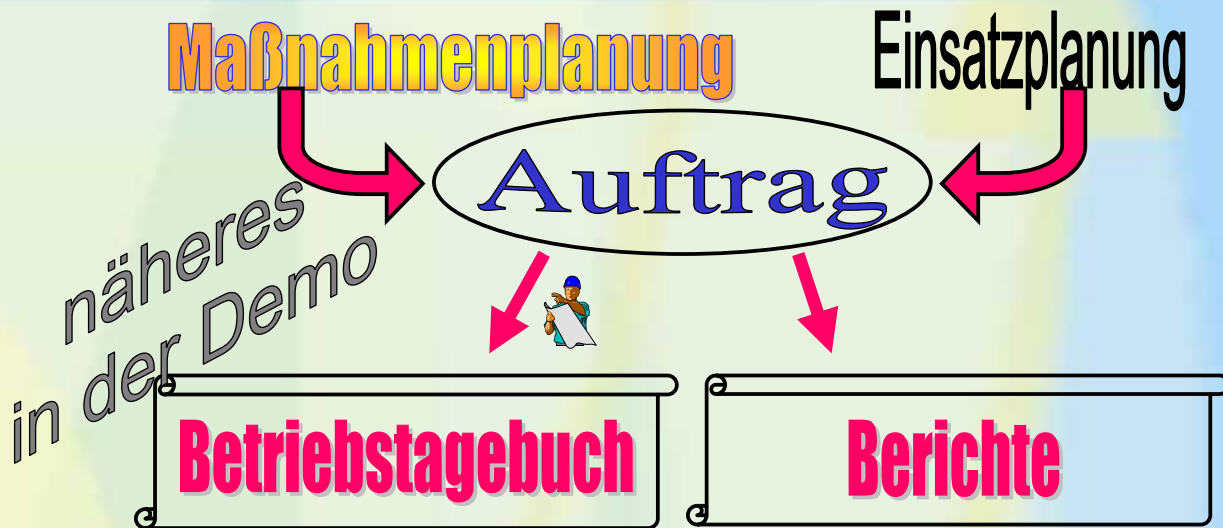 Maßnahmenplanung
Einsatzplanung
Auftrag
näheres
in der Demo
Betriebstagebuch
Berichte